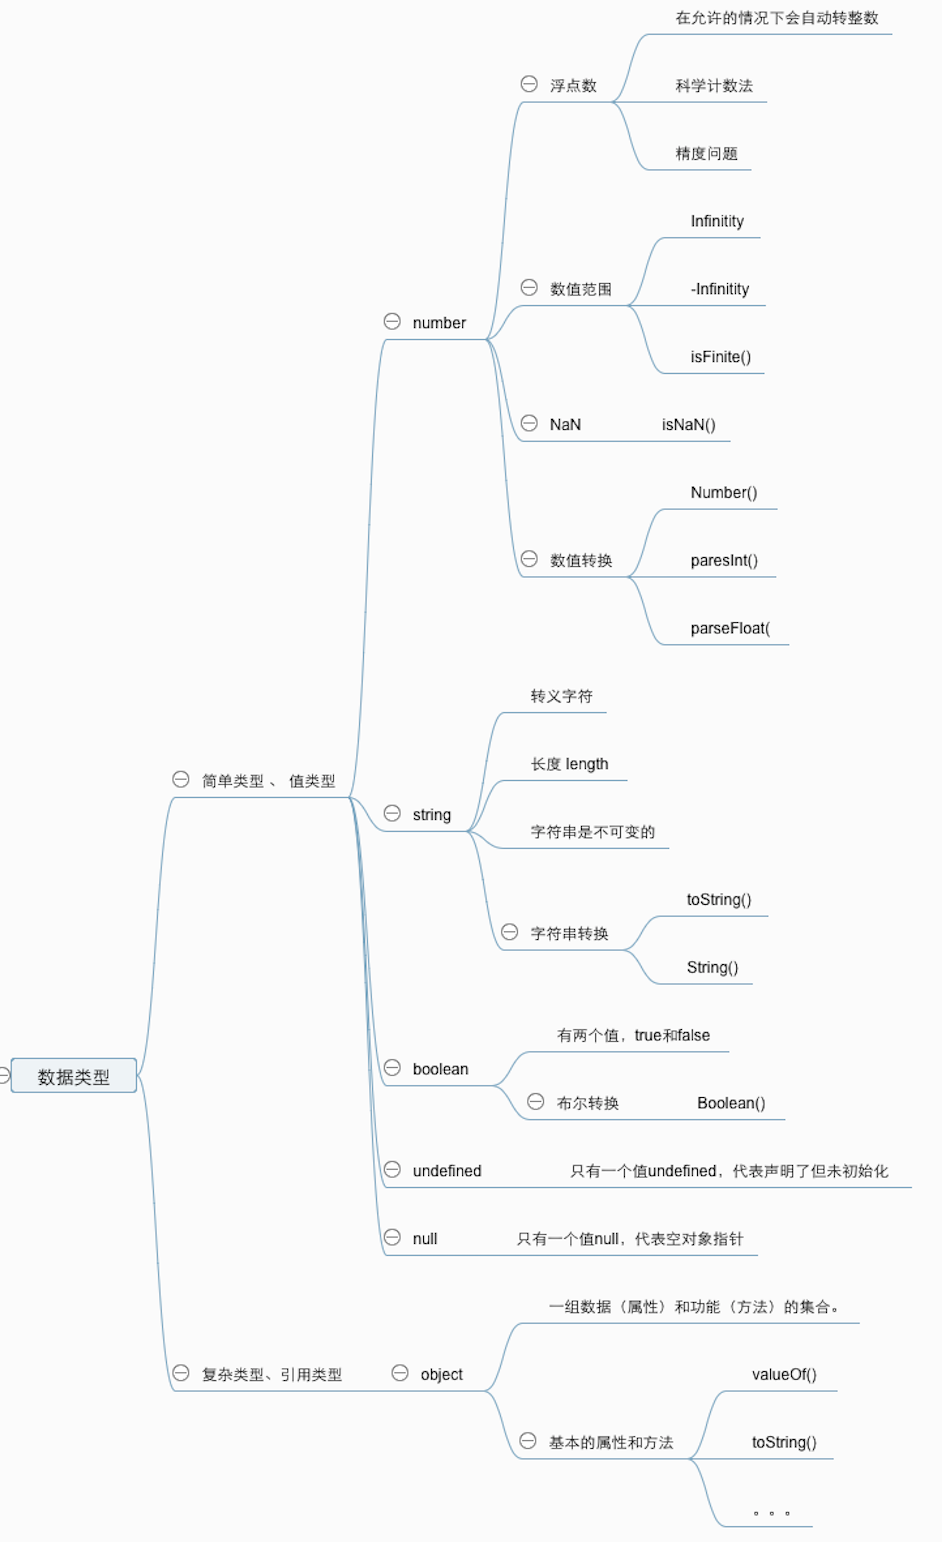 在允许的情况下会自动转整数
浮点数
科学计数法
精度问题
Infinitity
数值范围
-Infinitity
number
isFinite()
NaN
isNaN()
Number()
数值转换
paresInt()
parseFloat(
转义字符
长度 length
简单类型 、 值类型
string
字符串是不可变的
toString()
字符串转换
String()
有两个值，true和false
boolean
数据类型
布尔转换
Boolean()
undefined
只有一个值undefined，代表声明了但未初始化
null
只有一个值null，代表空对象指针
一组数据（属性）和功能（方法）的集合。
复杂类型、引用类型
object
valueOf()
基本的属性和方法
toString()
。。。